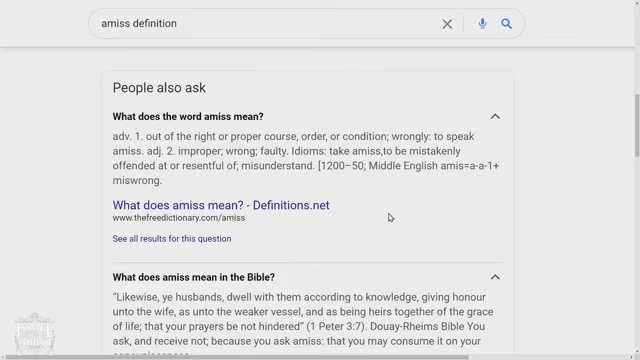 amiss definition
People also ask
What does the word amiss mean?
adv. 1. out of the right or proper course, order, or condition; wrongly: to speak
amiss. adj. 2. improper; wrong; faulty. Idioms: take amiss,to be mistakenly
offended at or resentful of; misunderstand. [1200–50; Middle English amis=a-a-1+
miswrong.
What does amiss mean? - Definitions.net
www.thefreedictionary.com/amiss
See all results for this question
What does amiss mean in the Bible?
“Likewise, ye husbands, dwell with them according to knowledge, giving honour
unto the wife, as unto the weaker vessel, and as being heirs together of the grace
of life; that your prayers be not hindered” (1 Peter 3:7). Douay-Rheims Bible You
ask, and receive not; because you ask amiss: that you may consume it on your